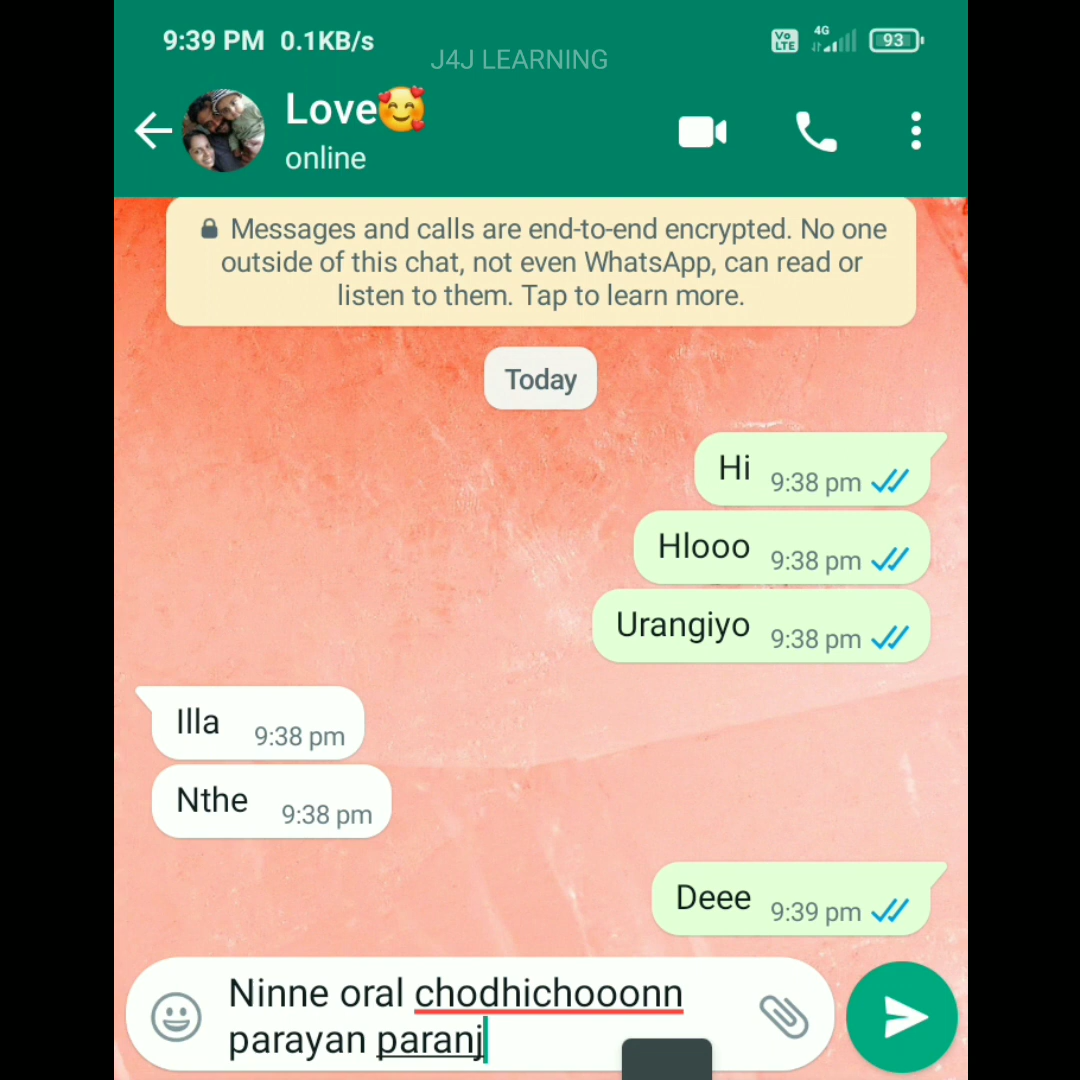 9:39 PM 0.1KB/s
Vo LTE 4G 93
J4J LEARNING
Love🥰
online
Messages and calls are end-to-end encrypted. No one
outside of this chat, not even WhatsApp, can read or
listen to them. Tap to learn more.
Today
Hi 9:38 pm
Hlooo 9:38 pm
Urangiyo 9:38 pm
Illa 9:38 pm
Nthe 9:38 pm
Deee 9:39 pm
Ninne oral chodhichooonn
parayan paranj